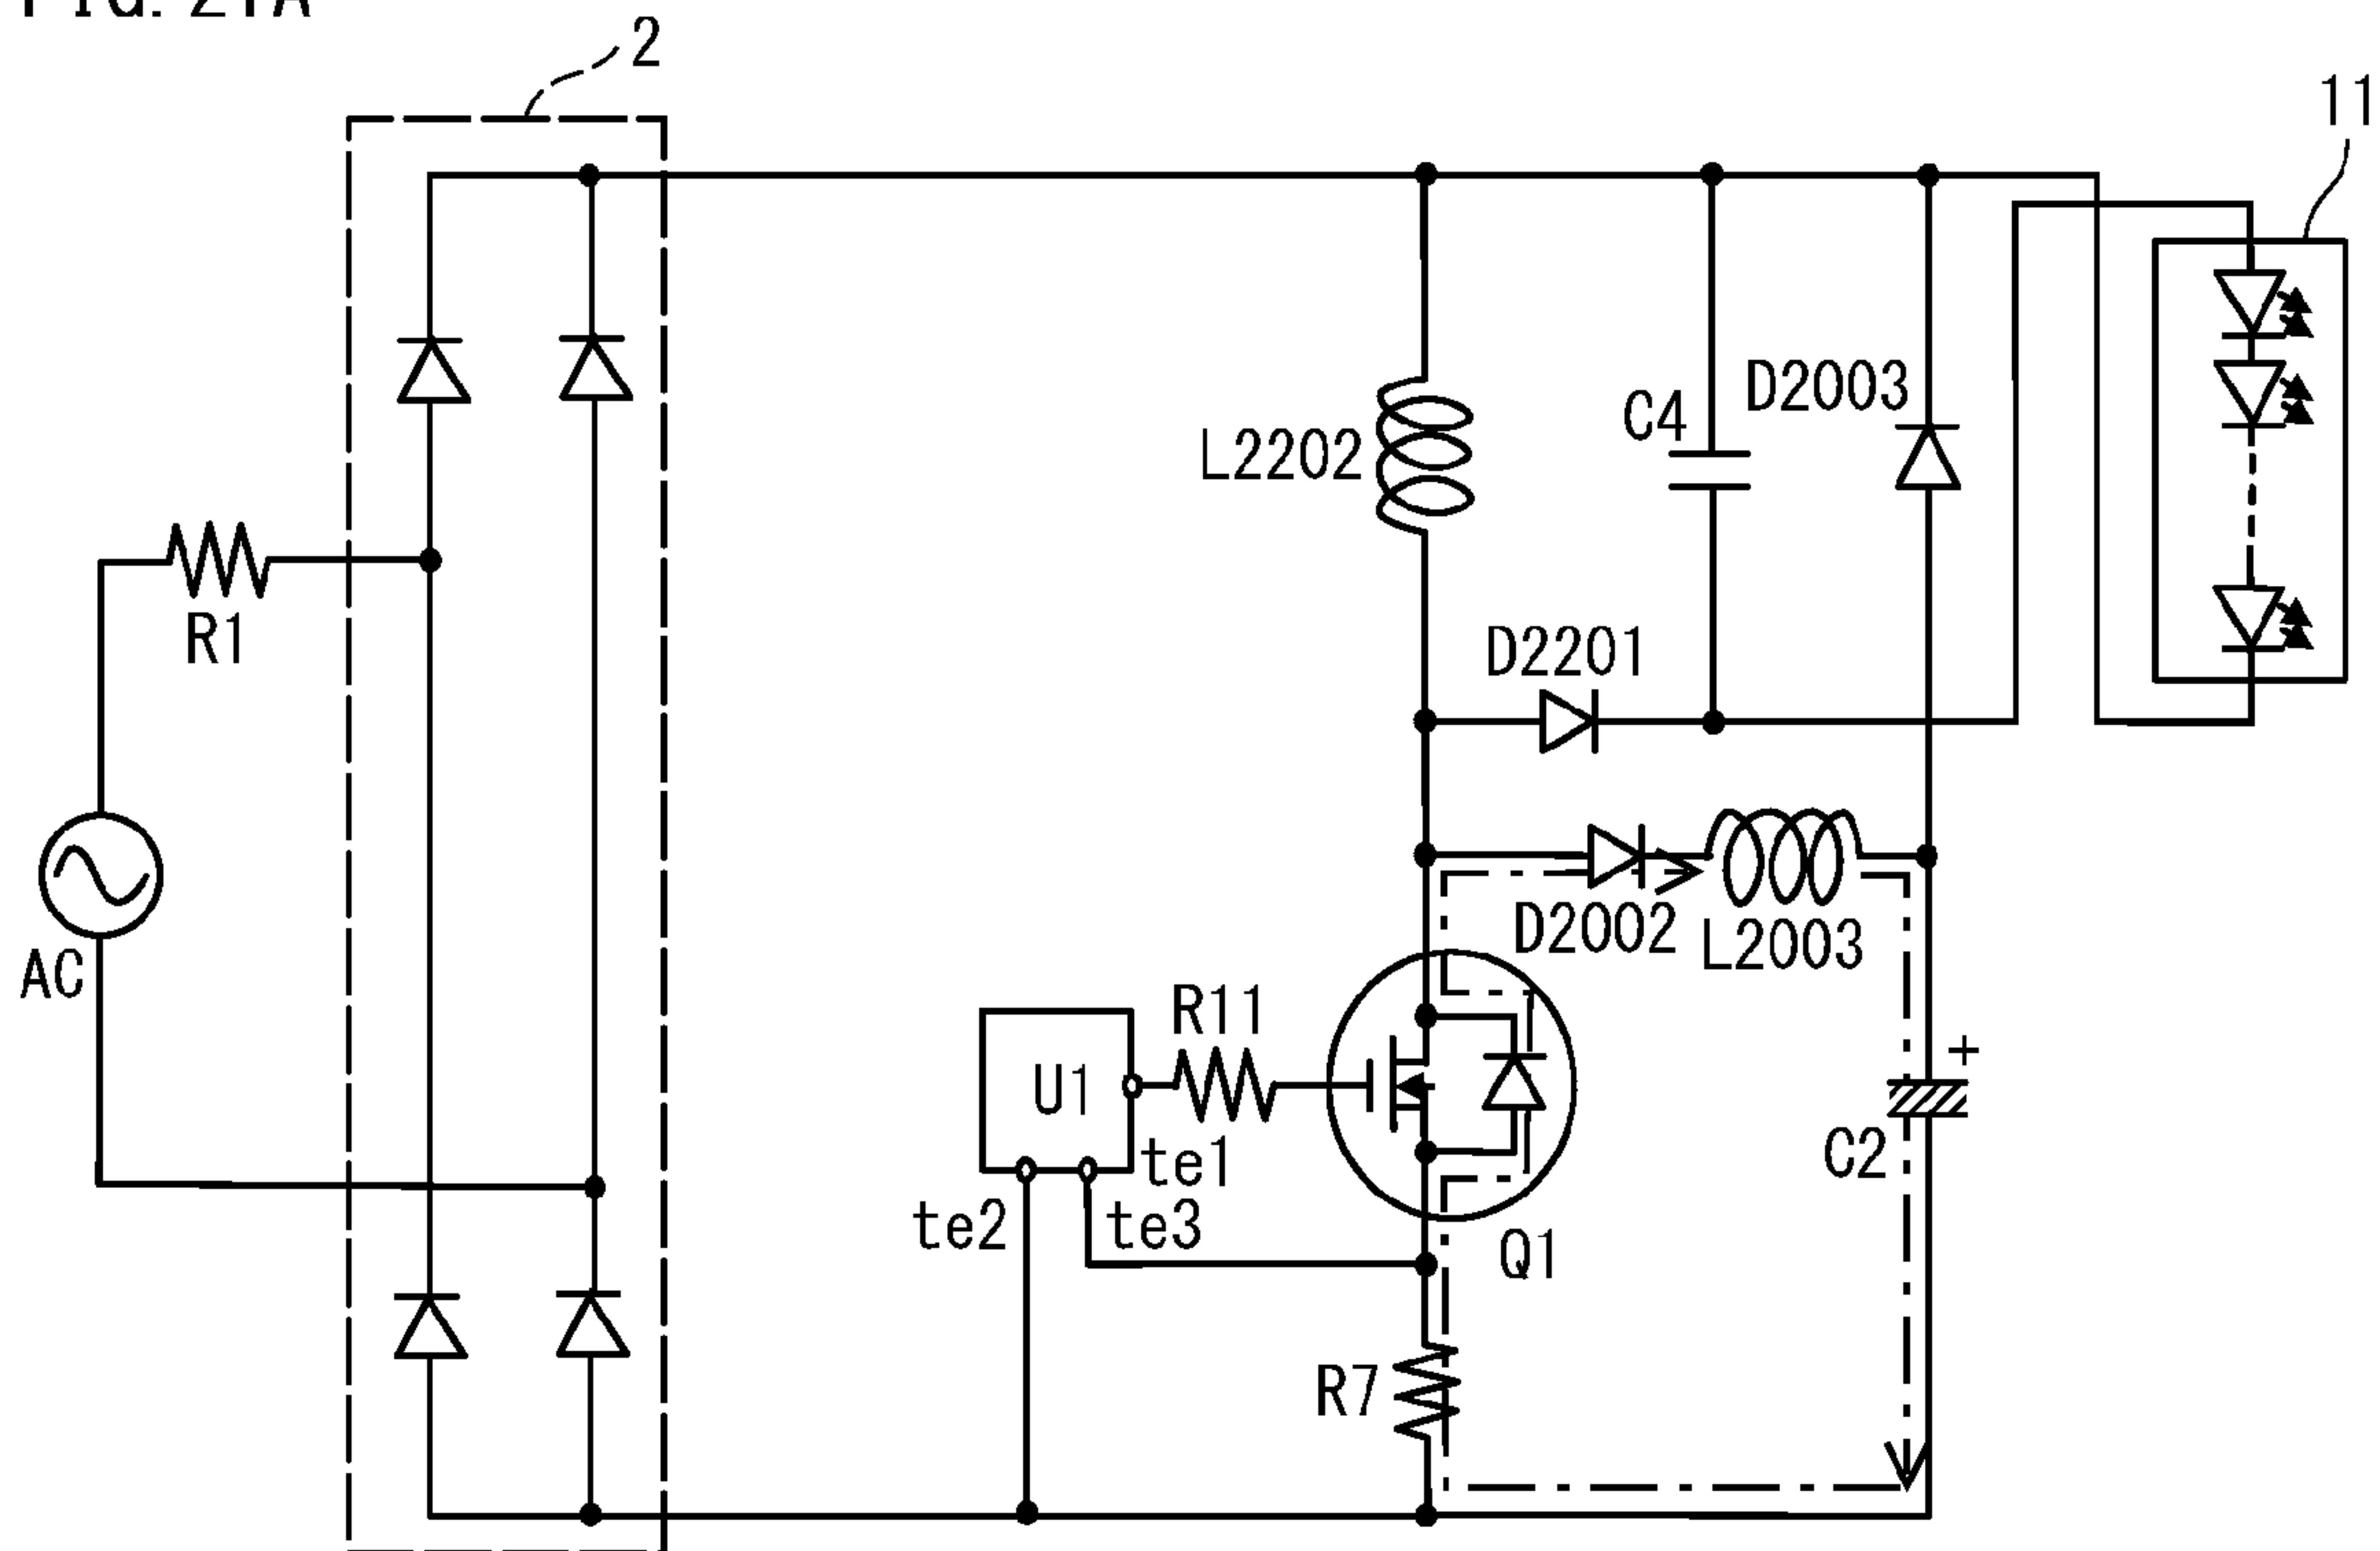 2
11
L2202
C4
D2003
R1
D2201
AC
D2002
L2003
R11
U1
te1
te2
te3
Q1
+
C2
R7